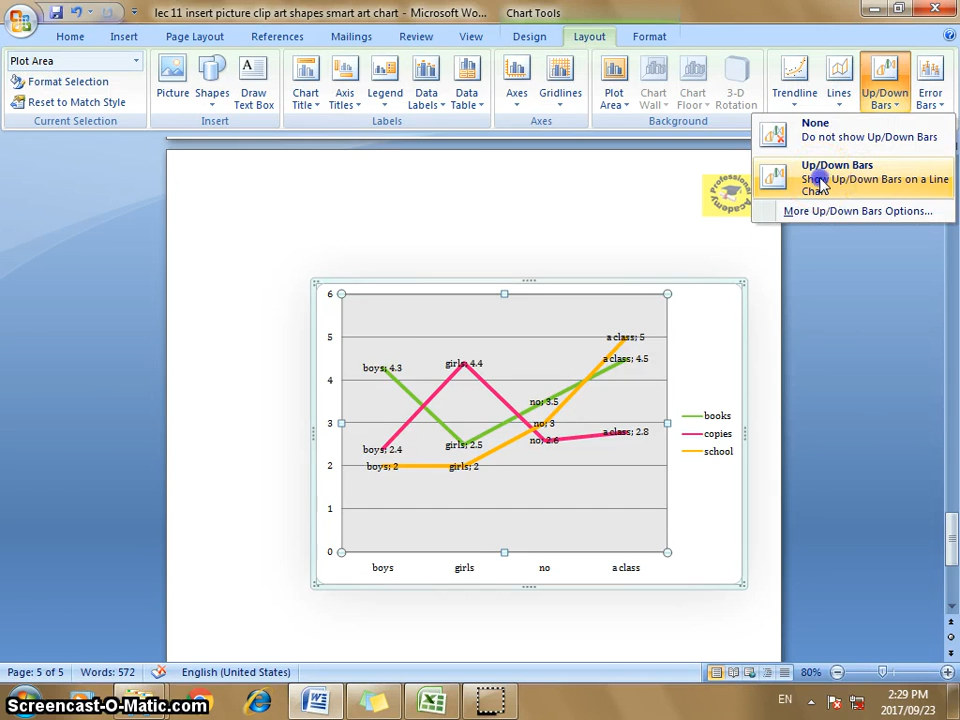 lec 11 insert picture clip art shapes smart art chart - Microsoft Wo...
Chart Tools
Home Insert Page Layout References Mailings Review View Design Layout Format
Plot Area
Format Selection
Reset to Match Style
Current Selection
Picture
Shapes
Draw
Text Box
Insert
Chart
Title
Axis
Titles
Legend
Data
Labels
Data
Table
Labels
Axes
Gridlines
Axes
Plot
Area
Chart
Wall
Chart
Floor
3-D
Rotation
Background
Trendline
Lines
Up/Down
Bars
Error
Bars
None
Do not show Up/Down Bars
Up/Down Bars
Show Up/Down Bars on a Line
Chart
More Up/Down Bars Options...
Professional
Academy
6
5
4
3
2
1
0
a class; 5
a class; 4.5
boys; 4.3
girls; 4.4
no; 3.5
no; 3
a class; 2.8
no; 2.6
girls; 2.5
boys; 2.4
boys; 2
girls; 2
books
copies
school
boys girls no a class
Page: 5 of 5
Words: 572
English (United States)
80%
EN
2:29 PM
2017/09/23
Screencast-O-Matic.com